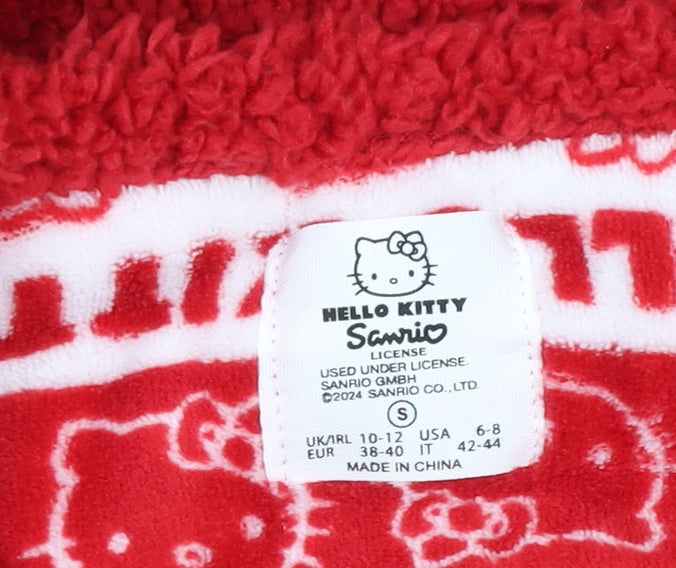 HELLO KITTY
Sanrio
LICENSE
USED UNDER LICENSE.
SANRIO GMBH
©2024 SANRIO CO., LTD.
S
UK/IRL 10-12 USA 6-8
EUR 38-40 IT 42-44
MADE IN CHINA